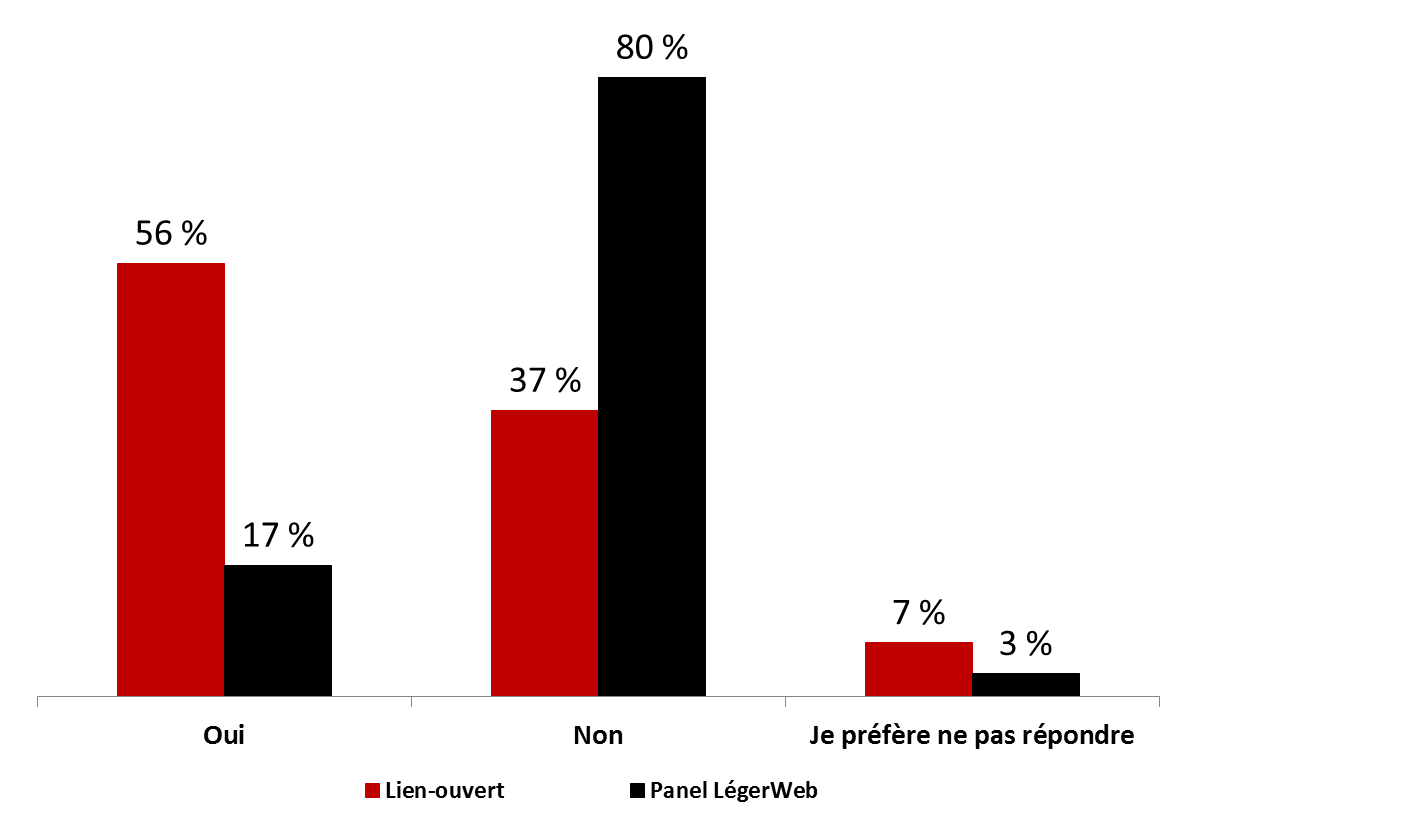 80 %
56 %
37 %
17 %
7 %
3 %
Oui
Non
Je préfère ne pas répondre
Lien-ouvert
Panel LégerWeb